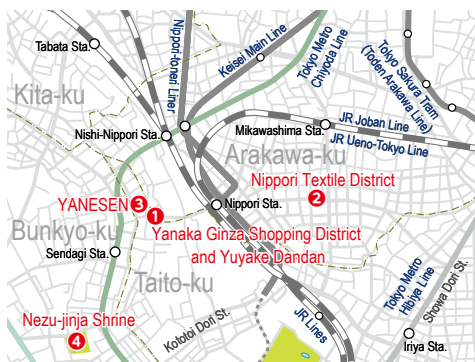 Tabata Sta.
Nippori-toneri Liner
Keisei Main Line
Tokyo Metro
Chiyoda Line
Tokyo Sakura Tram
(Toden Arakawa Line)
Kita-ku
Nishi-Nippori Sta.
Mikawashima Sta.
JR Joban Line
JR Ueno-Tokyo Line
Arakawa-ku
Nippori Textile District
2
YANESEN 3
1
Nippori Sta.
Yanaka Ginza Shopping District
and Yuyake Dandan
Bunkyo-ku
Sendagi Sta.
Taito-ku
Nezu-jinja Shrine
4
Kototoi Dori St.
JR Lines
Tokyo Metro
Hibiya Line
Showa Dori St.
Iriya Sta.